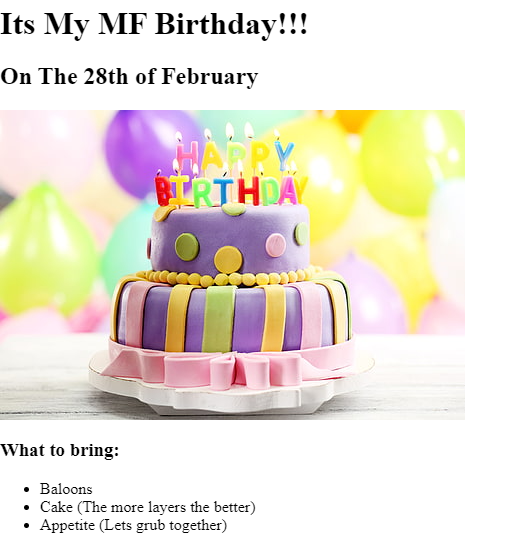 Its My MF Birthday!!!
On The 28th of February
HAPPY
BIRTHDAY
What to bring:
Baloons
Cake (The more layers the better)
Appetite (Lets grub together)